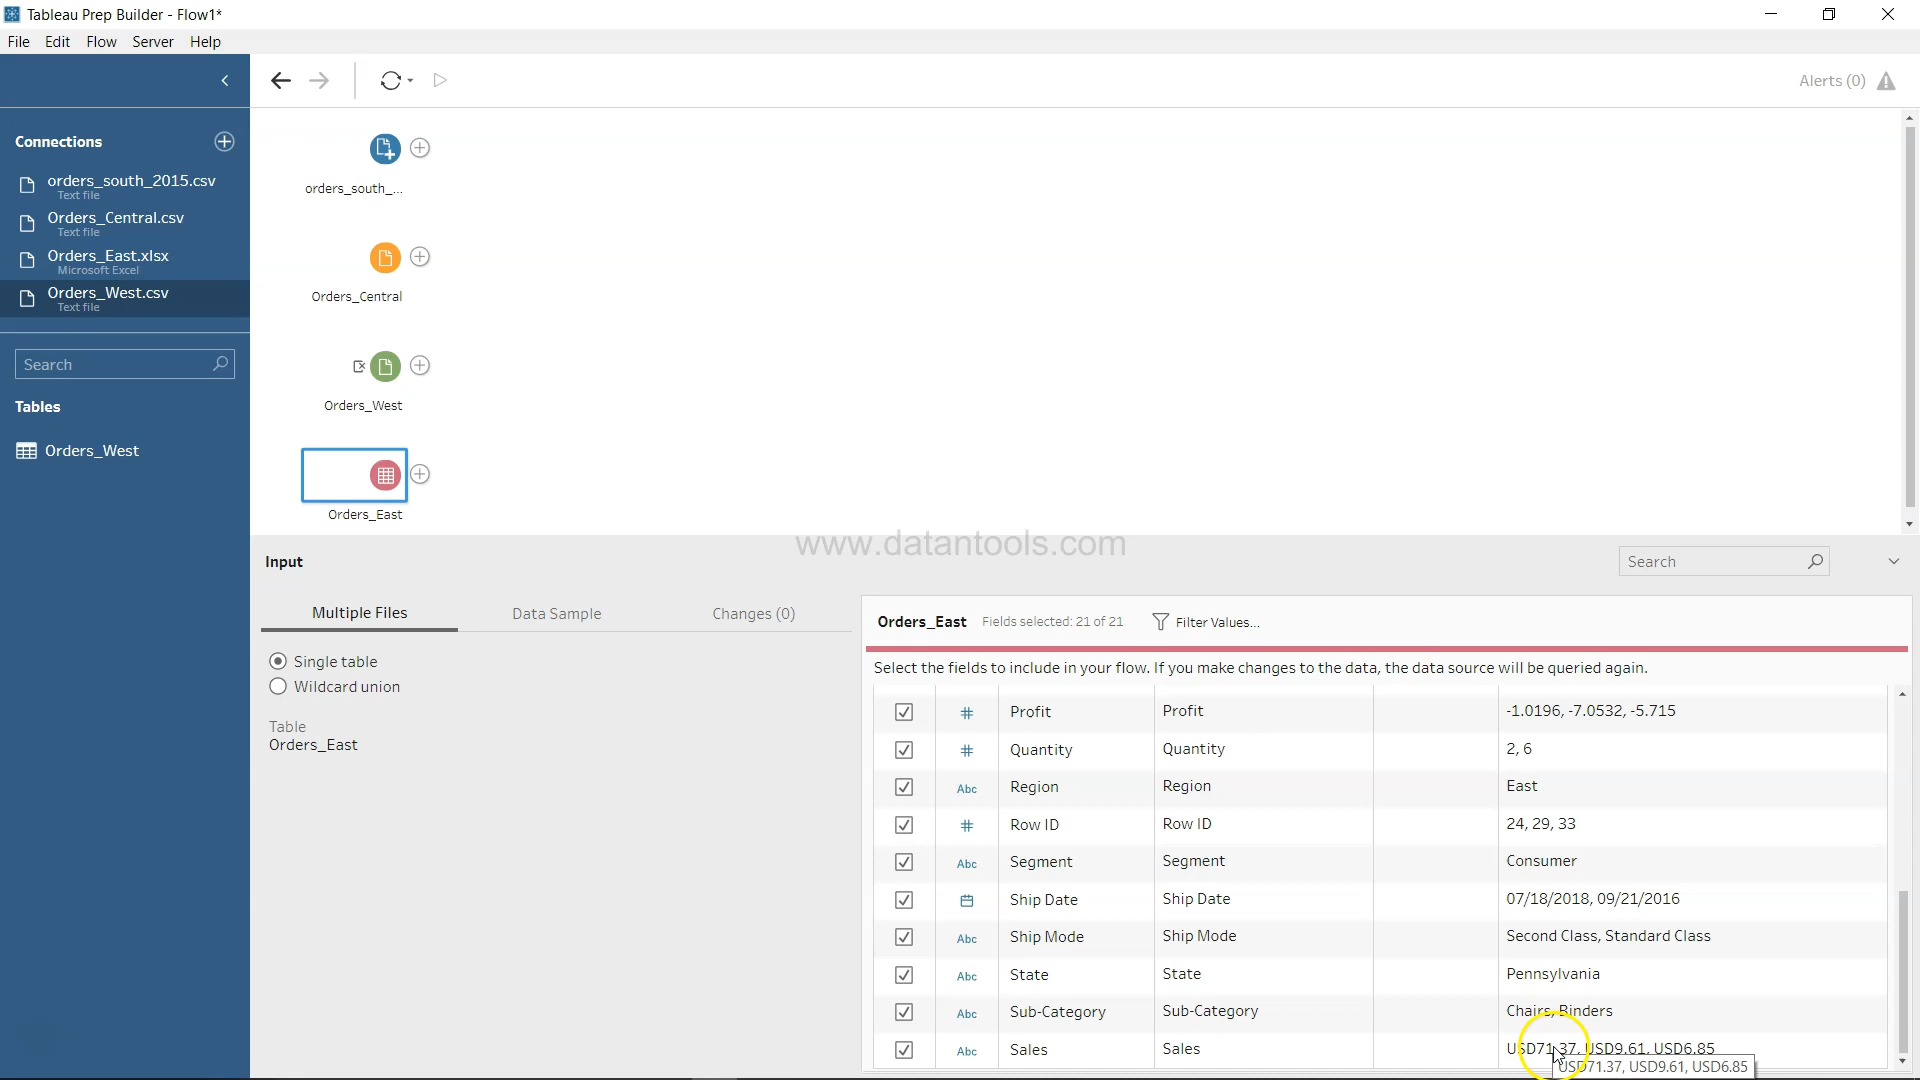 Tableau Prep Builder - Flow1*
File Edit Flow Server Help
Alerts (0)
Connections
orders_south_2015.csv
Text file
Orders_Central.csv
Text file
Orders_East.xlsx
Microsoft Excel
Orders_West.csv
Text file
Search
Tables
Orders_West
orders_south_...
Orders_Central
Orders_West
Orders_East
www.datantools.com
Input
Search
Multiple Files Data Sample Changes (0)
Single table
Wildcard union
Table
Orders_East
Orders_East Fields selected: 21 of 21 Filter Values...
Select the fields to include in your flow. If you make changes to the data, the data source will be queried again.
# Profit Profit -1.0196, -7.0532, -5.715
# Quantity Quantity 2, 6
Abc Region Region East
# Row ID Row ID 24, 29, 33
Abc Segment Segment Consumer
Ship Date Ship Date 07/18/2018, 09/21/2016
Abc Ship Mode Ship Mode Second Class, Standard Class
Abc State State Pennsylvania
Abc Sub-Category Sub-Category Chairs, Binders
Abc Sales Sales USD71.37, USD9.61, USD6.85
USD71.37, USD9.61, USD6.85